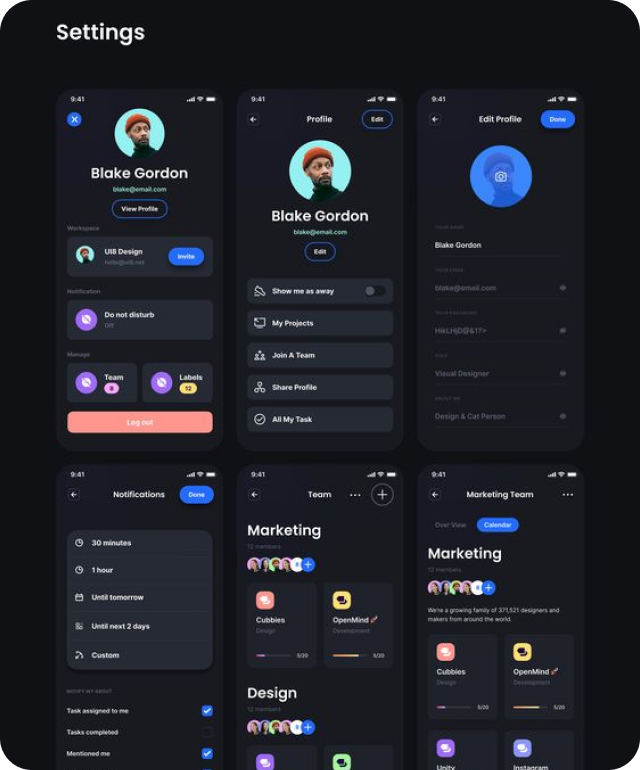 Settings
9:41
Blake Gordon
blake@email.com
View Profile
Workspace
UI8 Design
hello@ui8.net
Invite
Notification
Do not disturb
Off
Manage
Team
8
Labels
12
Log out
9:41
Profile
Edit
Blake Gordon
blake@email.com
Edit
Show me as away
My Projects
Join A Team
Share Profile
All My Task
9:41
Edit Profile
Done
YOUR NAME
Blake Gordon
YOUR EMAIL
blake@email.com
YOUR PASSWORD
HikLHjD@&1?>
ROLE
Visual Designer
ABOUT ME
Design & Cat Person
9:41
Notifications
Done
30 minutes
1 hour
Until tomorrow
Until next 2 days
Custom
NOTIFY MY ABOUT
Task assigned to me
Tasks completed
Mentioned me
9:41
Team
Marketing
12 members
Cubbies
Design
5/20
OpenMind 🚀
Development
5/20
Design
12 members
9:41
Marketing Team
Over View
Calendar
Marketing
12 members
We're a growing family of 371,521 designers and
makers from around the world.
Cubbies
Design
5/20
OpenMind 🚀
Development
5/20
Unity
Instagram